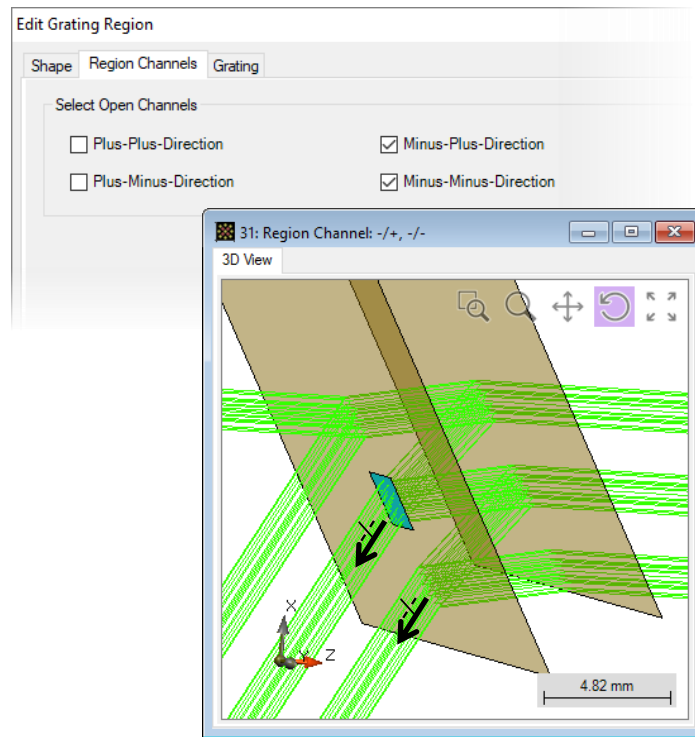 Edit Grating Region
Shape Region Channels Grating
Select Open Channels
Plus-Plus-Direction Minus-Plus-Direction
Plus-Minus-Direction Minus-Minus-Direction
31: Region Channel: -/+, -/-
3D View
X
Y Z
4.82 mm